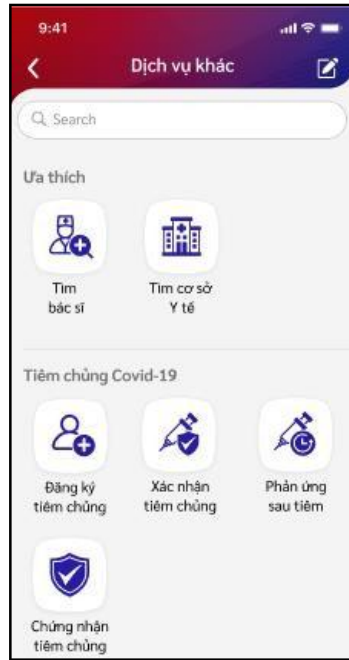 9:41
Dịch vụ khác
Search
Ưa thích
Tìm
bác sĩ
Tìm cơ sở
Y tế
Tiêm chủng Covid-19
Đăng ký
tiêm chủng
Xác nhận
tiêm chủng
Phản ứng
sau tiêm
Chứng nhận
tiêm chủng